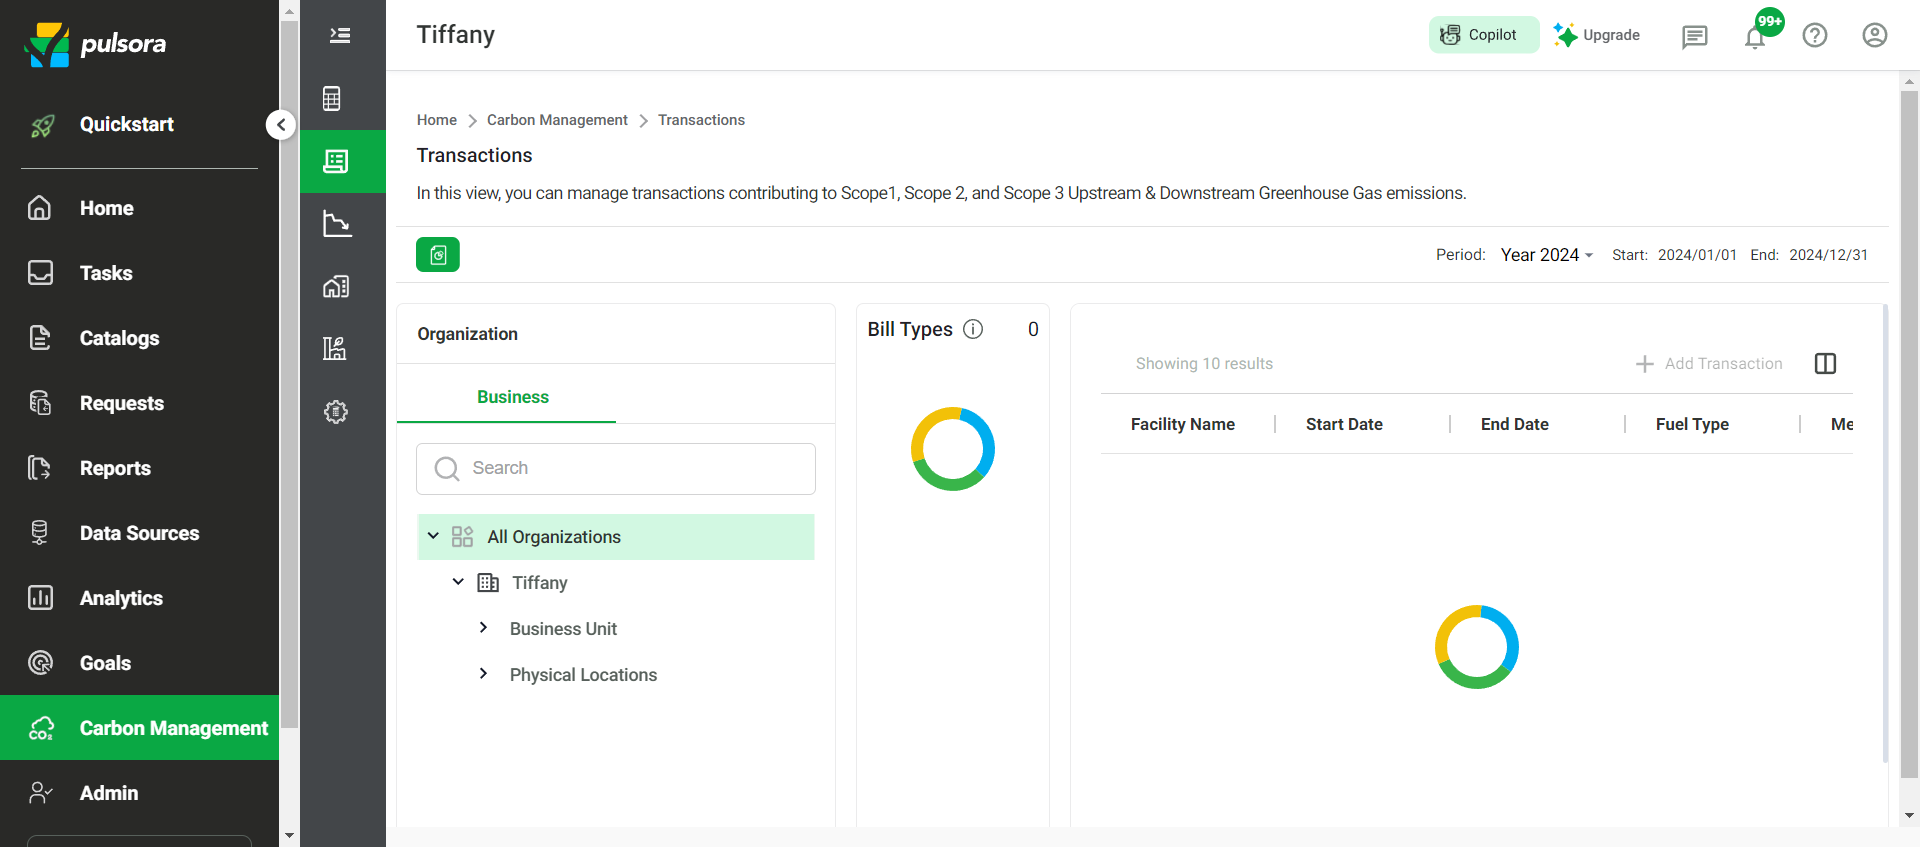 pulsora
Quickstart
Home
Tasks
Catalogs
Requests
Reports
Data Sources
Analytics
Goals
CO₂
Carbon Management
Admin
Tiffany
Copilot
Upgrade
99+
Home > Carbon Management > Transactions
Transactions
In this view, you can manage transactions contributing to Scope1, Scope 2, and Scope 3 Upstream & Downstream Greenhouse Gas emissions.
Period: Year 2024 Start: 2024/01/01 End: 2024/12/31
Organization
Business
Search
All Organizations
Tiffany
Business Unit
Physical Locations
Bill Types 0
Showing 10 results
Add Transaction
Facility Name Start Date End Date Fuel Type Me